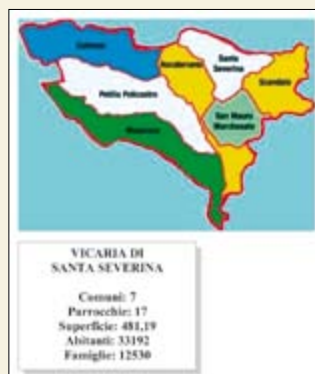 Cotronei
Roccabernarda
Santa
Severina
Scandale
Petilia Policastro
San Mauro
Marchesato
Mesoraca
VICARIA DI
SANTA SEVERINA
Comuni: 7
Parrocchie: 17
Superficie: 481,19
Abitanti: 33192
Famiglie: 12530